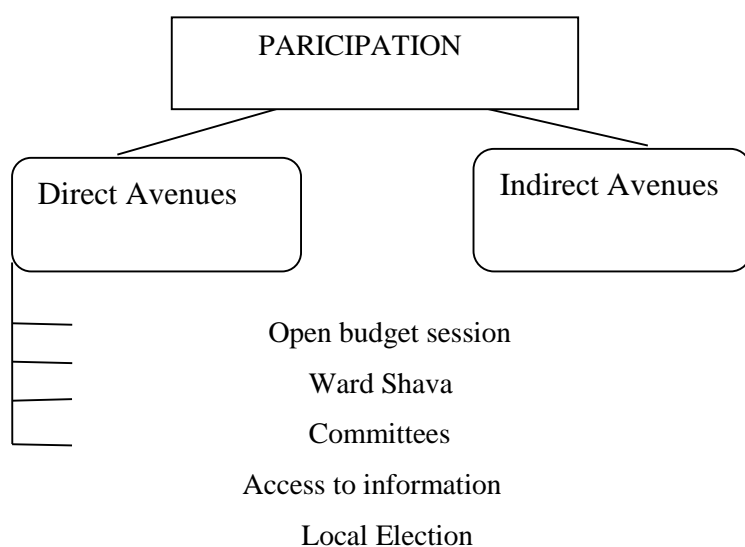 PARICIPATION
Direct Avenues
Indirect Avenues
Open budget session
Ward Shava
Committees
Access to information
Local Election